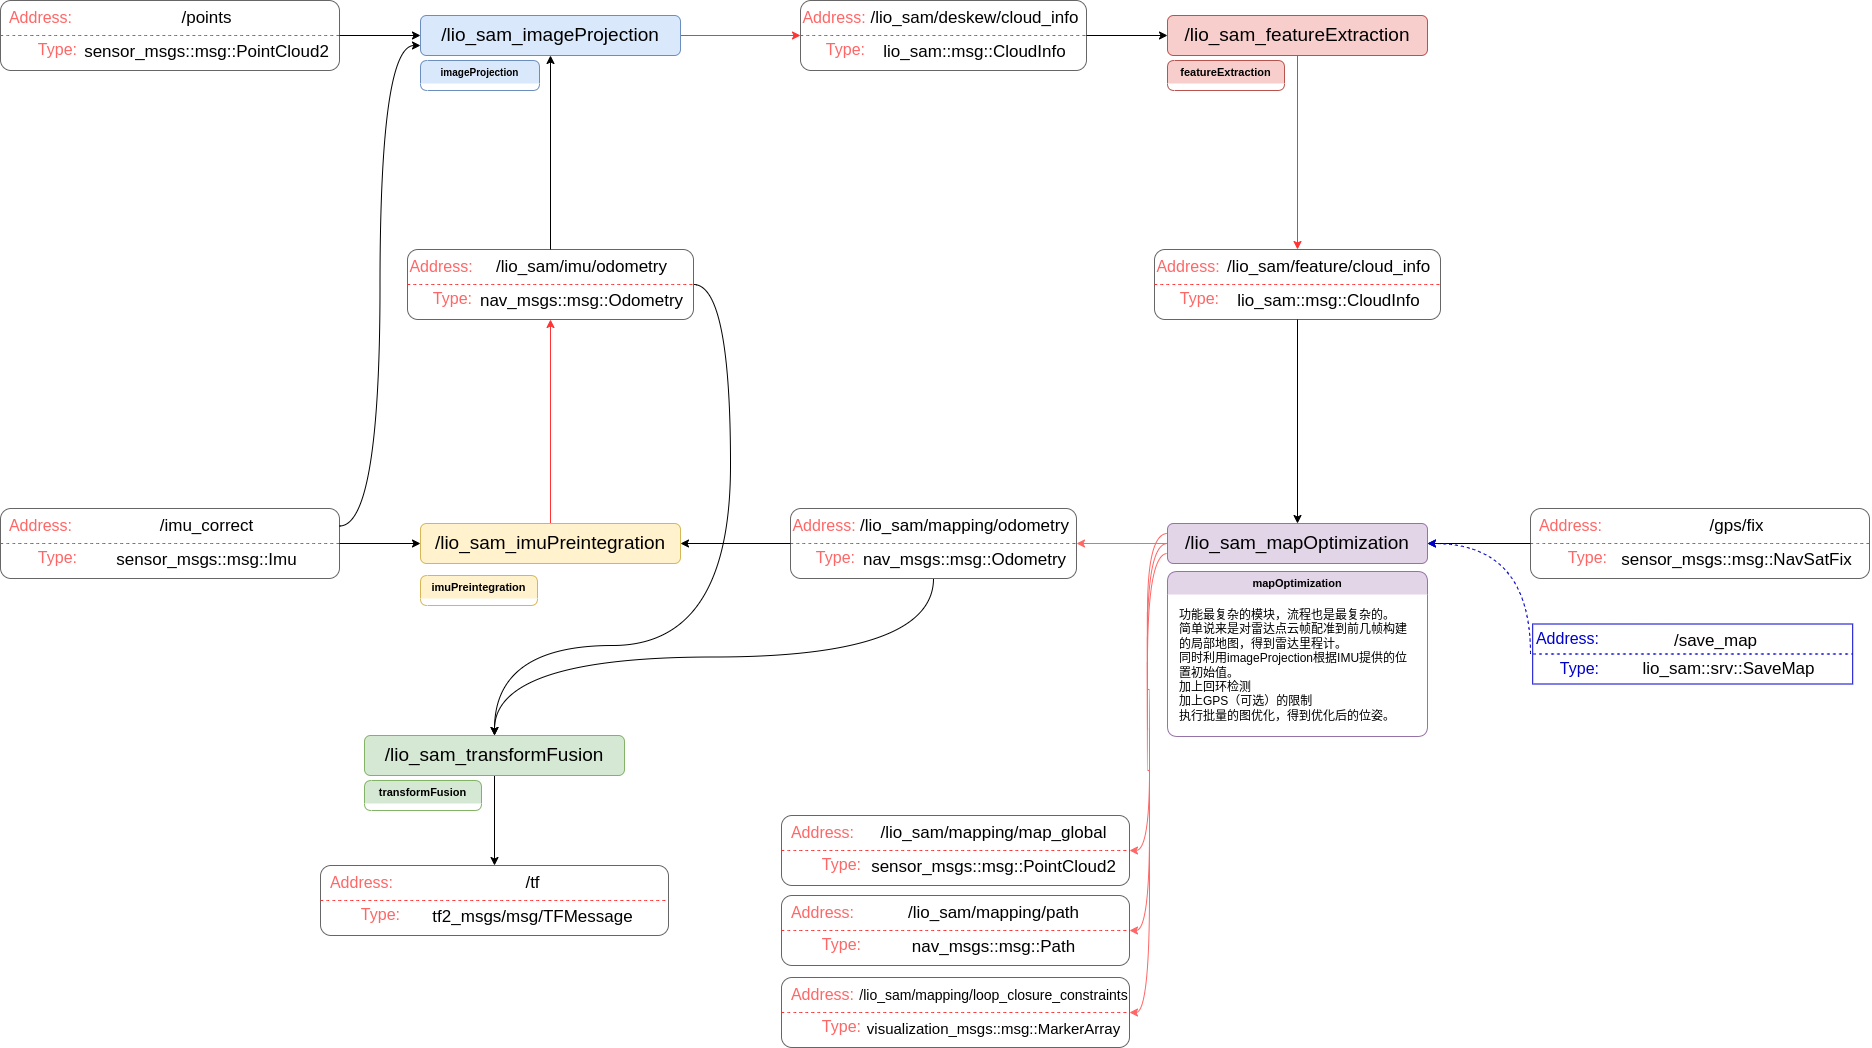 Address: /points
Type: sensor_msgs::msg::PointCloud2
/lio_sam_imageProjection
imageProjection
Address: /lio_sam/deskew/cloud_info
Type: lio_sam::msg::CloudInfo
/lio_sam_featureExtraction
featureExtraction
Address: /lio_sam/imu/odometry
Type: nav_msgs::msg::Odometry
Address: /lio_sam/feature/cloud_info
Type: lio_sam::msg::CloudInfo
Address: /imu_correct
Type: sensor_msgs::msg::Imu
/lio_sam_imuPreintegration
imuPreintegration
Address: /lio_sam/mapping/odometry
Type: nav_msgs::msg::Odometry
/lio_sam_mapOptimization
mapOptimization
功能最复杂的模块，流程也是最复杂的。
简单说来是对雷达点云帧配准到前几帧构建
的局部地图，得到雷达里程计。
同时利用imageProjection根据IMU提供的位
置初始值。
加上回环检测
加上GPS（可选）的限制
执行批量的图优化，得到优化后的位姿。
Address: /gps/fix
Type: sensor_msgs::msg::NavSatFix
Address: /save_map
Type: lio_sam::srv::SaveMap
/lio_sam_transformFusion
transformFusion
Address: /tf
Type: tf2_msgs/msg/TFMessage
Address: /lio_sam/mapping/map_global
Type: sensor_msgs::msg::PointCloud2
Address: /lio_sam/mapping/path
Type: nav_msgs::msg::Path
Address: /lio_sam/mapping/loop_closure_constraints
Type: visualization_msgs::msg::MarkerArray